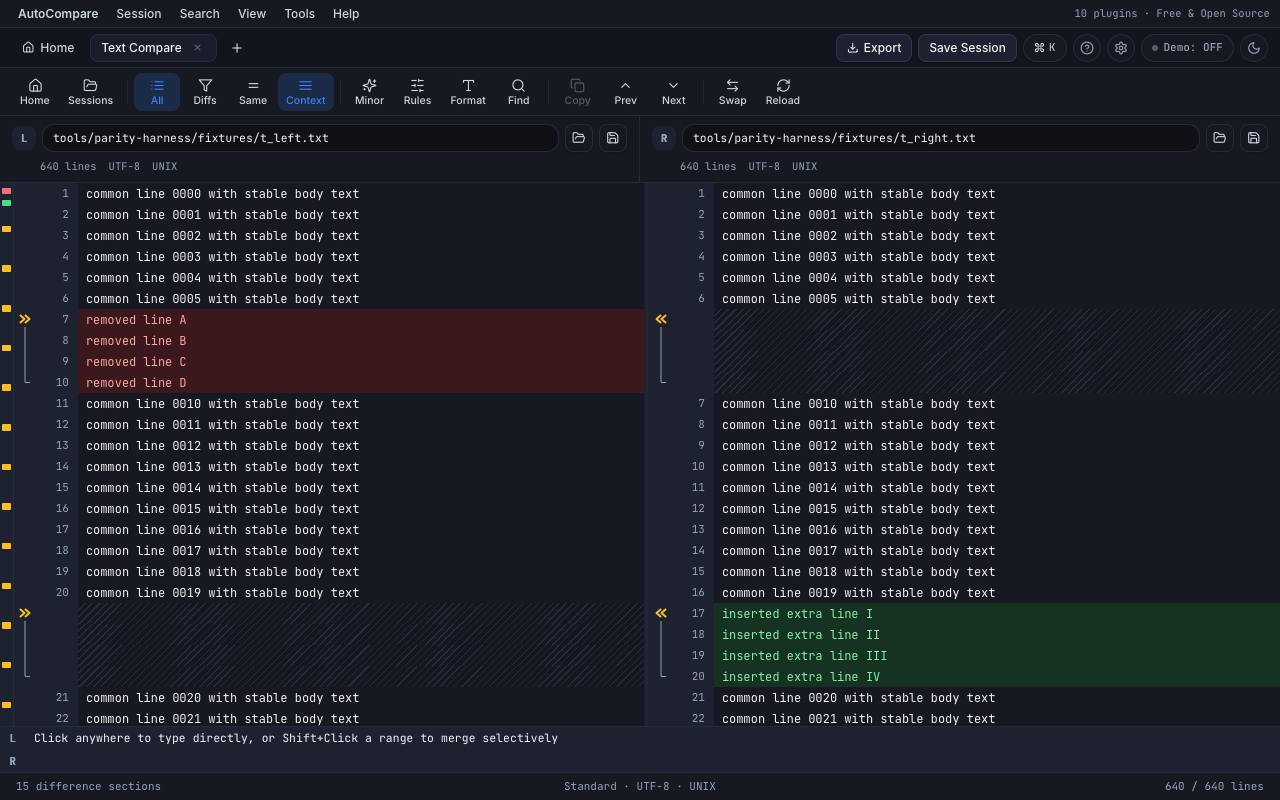 AutoCompare Session Search View Tools Help 10 plugins · Free & Open Source
Home Text Compare × + Export Save Session ⌘ K Demo: OFF
Home Sessions All Diffs Same Context Minor Rules Format Find Copy Prev Next Swap Reload
L tools/parity-harness/fixtures/t_left.txt R tools/parity-harness/fixtures/t_right.txt
640 lines UTF-8 UNIX 640 lines UTF-8 UNIX
1 common line 0000 with stable body text 1 common line 0000 with stable body text
2 common line 0001 with stable body text 2 common line 0001 with stable body text
3 common line 0002 with stable body text 3 common line 0002 with stable body text
4 common line 0003 with stable body text 4 common line 0003 with stable body text
5 common line 0004 with stable body text 5 common line 0004 with stable body text
6 common line 0005 with stable body text 6 common line 0005 with stable body text
7 removed line A
8 removed line B
9 removed line C
10 removed line D
11 common line 0010 with stable body text 7 common line 0010 with stable body text
12 common line 0011 with stable body text 8 common line 0011 with stable body text
13 common line 0012 with stable body text 9 common line 0012 with stable body text
14 common line 0013 with stable body text 10 common line 0013 with stable body text
15 common line 0014 with stable body text 11 common line 0014 with stable body text
16 common line 0015 with stable body text 12 common line 0015 with stable body text
17 common line 0016 with stable body text 13 common line 0016 with stable body text
18 common line 0017 with stable body text 14 common line 0017 with stable body text
19 common line 0018 with stable body text 15 common line 0018 with stable body text
20 common line 0019 with stable body text 16 common line 0019 with stable body text
17 inserted extra line I
18 inserted extra line II
19 inserted extra line III
20 inserted extra line IV
21 common line 0020 with stable body text 21 common line 0020 with stable body text
22 common line 0021 with stable body text 22 common line 0021 with stable body text
L Click anywhere to type directly, or Shift+Click a range to merge selectively
R
15 difference sections Standard · UTF-8 · UNIX 640 / 640 lines